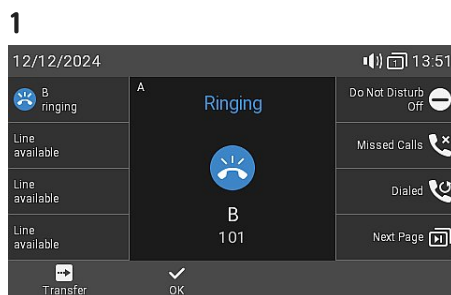 1
12/12/2024
1
13:51
B
ringing
Line
available
Line
available
Line
available
A
Ringing
B
101
Do Not Disturb
Off
Missed Calls
Dialed
Next Page
Transfer
OK